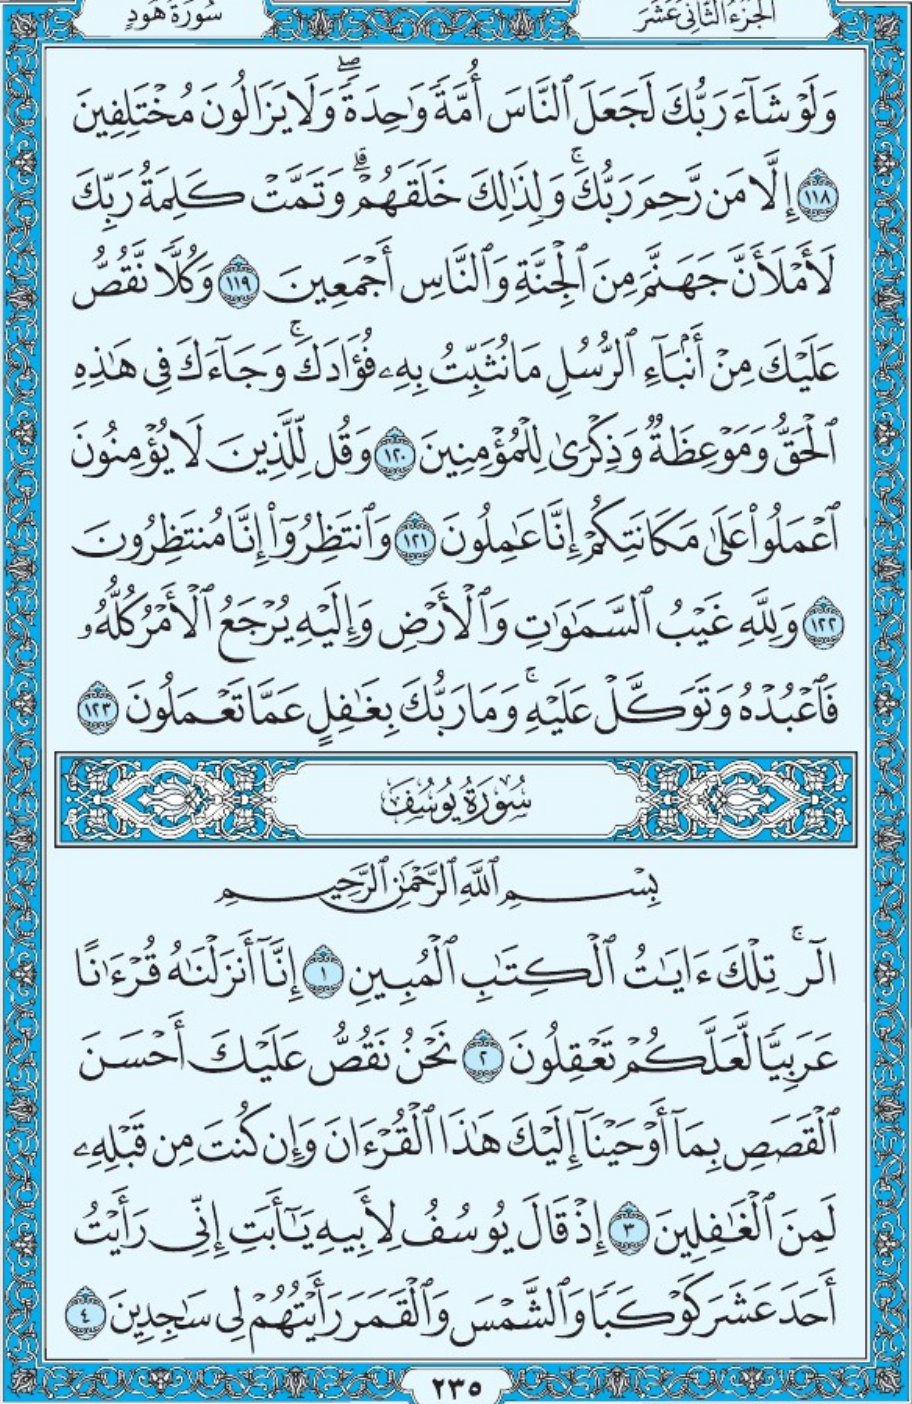 الجزء الثاني عشر
سورة هود
وَلَوْ شَآءَ رَبُّكَ لَجَعَلَ ٱلنَّاسَ أُمَّةً وَٰحِدَةً ۖ وَلَا يَزَالُونَ مُخْتَلِفِينَ
١١٨ إِلَّا مَن رَّحِمَ رَبُّكَ ۚ وَلِذَٰلِكَ خَلَقَهُمْ ۗ وَتَمَّتْ كَلِمَةُ رَبِّكَ
لَأَمْلَأَنَّ جَهَنَّمَ مِنَ ٱلْجِنَّةِ وَٱلنَّاسِ أَجْمَعِينَ ١١٩ وَكُلًّا نَّقُصُّ
عَلَيْكَ مِنْ أَنۢبَآءِ ٱلرُّسُلِ مَا نُثَبِّتُ بِهِۦ فُؤَادَكَ ۚ وَجَآءَكَ فِى هَٰذِهِ
ٱلْحَقُّ وَمَوْعِظَةٌ وَذِكْرَىٰ لِلْمُؤْمِنِينَ ١٢٠ وَقُل لِّلَّذِينَ لَا يُؤْمِنُونَ
ٱعْمَلُوا۟ عَلَىٰ مَكَانَتِكُمْ إِنَّا عَٰمِلُونَ ١٢١ وَٱنتَظِرُوٓا۟ إِنَّا مُنتَظِرُونَ
١٢٢ وَلِلَّهِ غَيْبُ ٱلسَّمَٰوَٰتِ وَٱلْأَرْضِ وَإِلَيْهِ يُرْجَعُ ٱلْأَمْرُ كُلُّهُۥ
فَٱعْبُدْهُ وَتَوَكَّلْ عَلَيْهِ ۚ وَمَا رَبُّكَ بِغَٰفِلٍ عَمَّا تَعْمَلُونَ ١٢٣
سُورَةُ يُوسُفَ
بِسْمِ ٱللَّهِ ٱلرَّحْمَٰنِ ٱلرَّحِيمِ
الٓر ۚ تِلْكَ ءَايَٰتُ ٱلْكِتَٰبِ ٱلْمُبِينِ ١ إِنَّآ أَنزَلْنَٰهُ قُرْءَٰنًا
عَرَبِيًّا لَّعَلَّكُمْ تَعْقِلُونَ ٢ نَحْنُ نَقُصُّ عَلَيْكَ أَحْسَنَ
ٱلْقَصَصِ بِمَآ أَوْحَيْنَآ إِلَيْكَ هَٰذَا ٱلْقُرْءَانَ وَإِن كُنتَ مِن قَبْلِهِۦ
لَمِنَ ٱلْغَٰفِلِينَ ٣ إِذْ قَالَ يُوسُفُ لِأَبِيهِ يَٰٓأَبَتِ إِنِّى رَأَيْتُ
أَحَدَ عَشَرَ كَوْكَبًا وَٱلشَّمْسَ وَٱلْقَمَرَ رَأَيْتُهُمْ لِى سَٰجِدِينَ ٤
٢٣٥